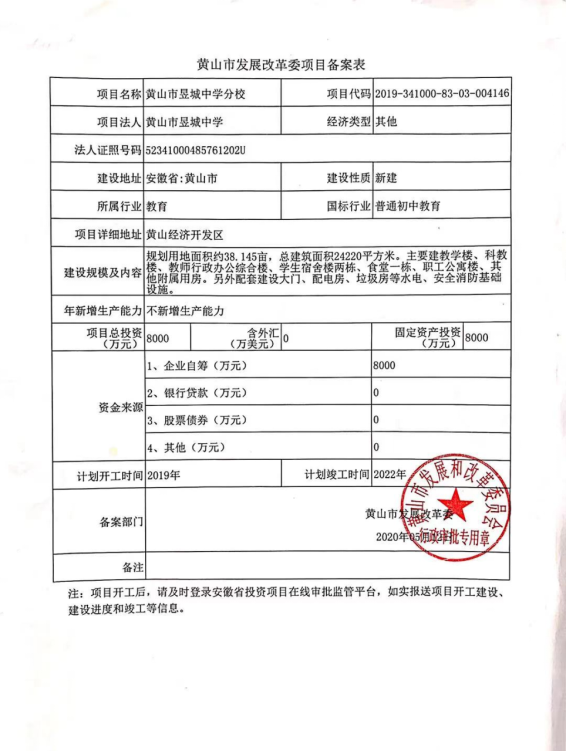 黄山市发展改革委项目备案表
项目名称 黄山市昱城中学分校 项目代码 2019-341000-83-03-004146
项目法人 黄山市昱城中学 经济类型 其他
法人证照号码 52341000485761202U
建设地址 安徽省:黄山市 建设性质 新建
所属行业 教育 国标行业 普通初中教育
项目详细地址 黄山经济开发区
建设规模及内容
规划用地面积约38.145亩，总建筑面积24220平方米。主要建教学楼、科教
楼、教师行政办公综合楼、学生宿舍楼两栋、食堂一栋、职工公寓楼、其
他附属用房。另外配套建设大门、配电房、垃圾房等水电、安全消防基础
设施。
年新增生产能力 不新增生产能力
项目总投资（万元） 8000 含外汇（万美元） 0 固定资产投资（万元） 8000
资金来源
1、企业自筹（万元） 8000
2、银行贷款（万元） 0
3、股票债券（万元） 0
4、其他（万元） 0
计划开工时间 2019年 计划竣工时间 2022年
备案部门
黄山市发展改革委
2020年05月
黄山市发展和改革委员会
行政审批专用章
备注
注：项目开工后，请及时登录安徽省投资项目在线审批监管平台，如实报送项目开工建设、
建设进度和竣工等信息。